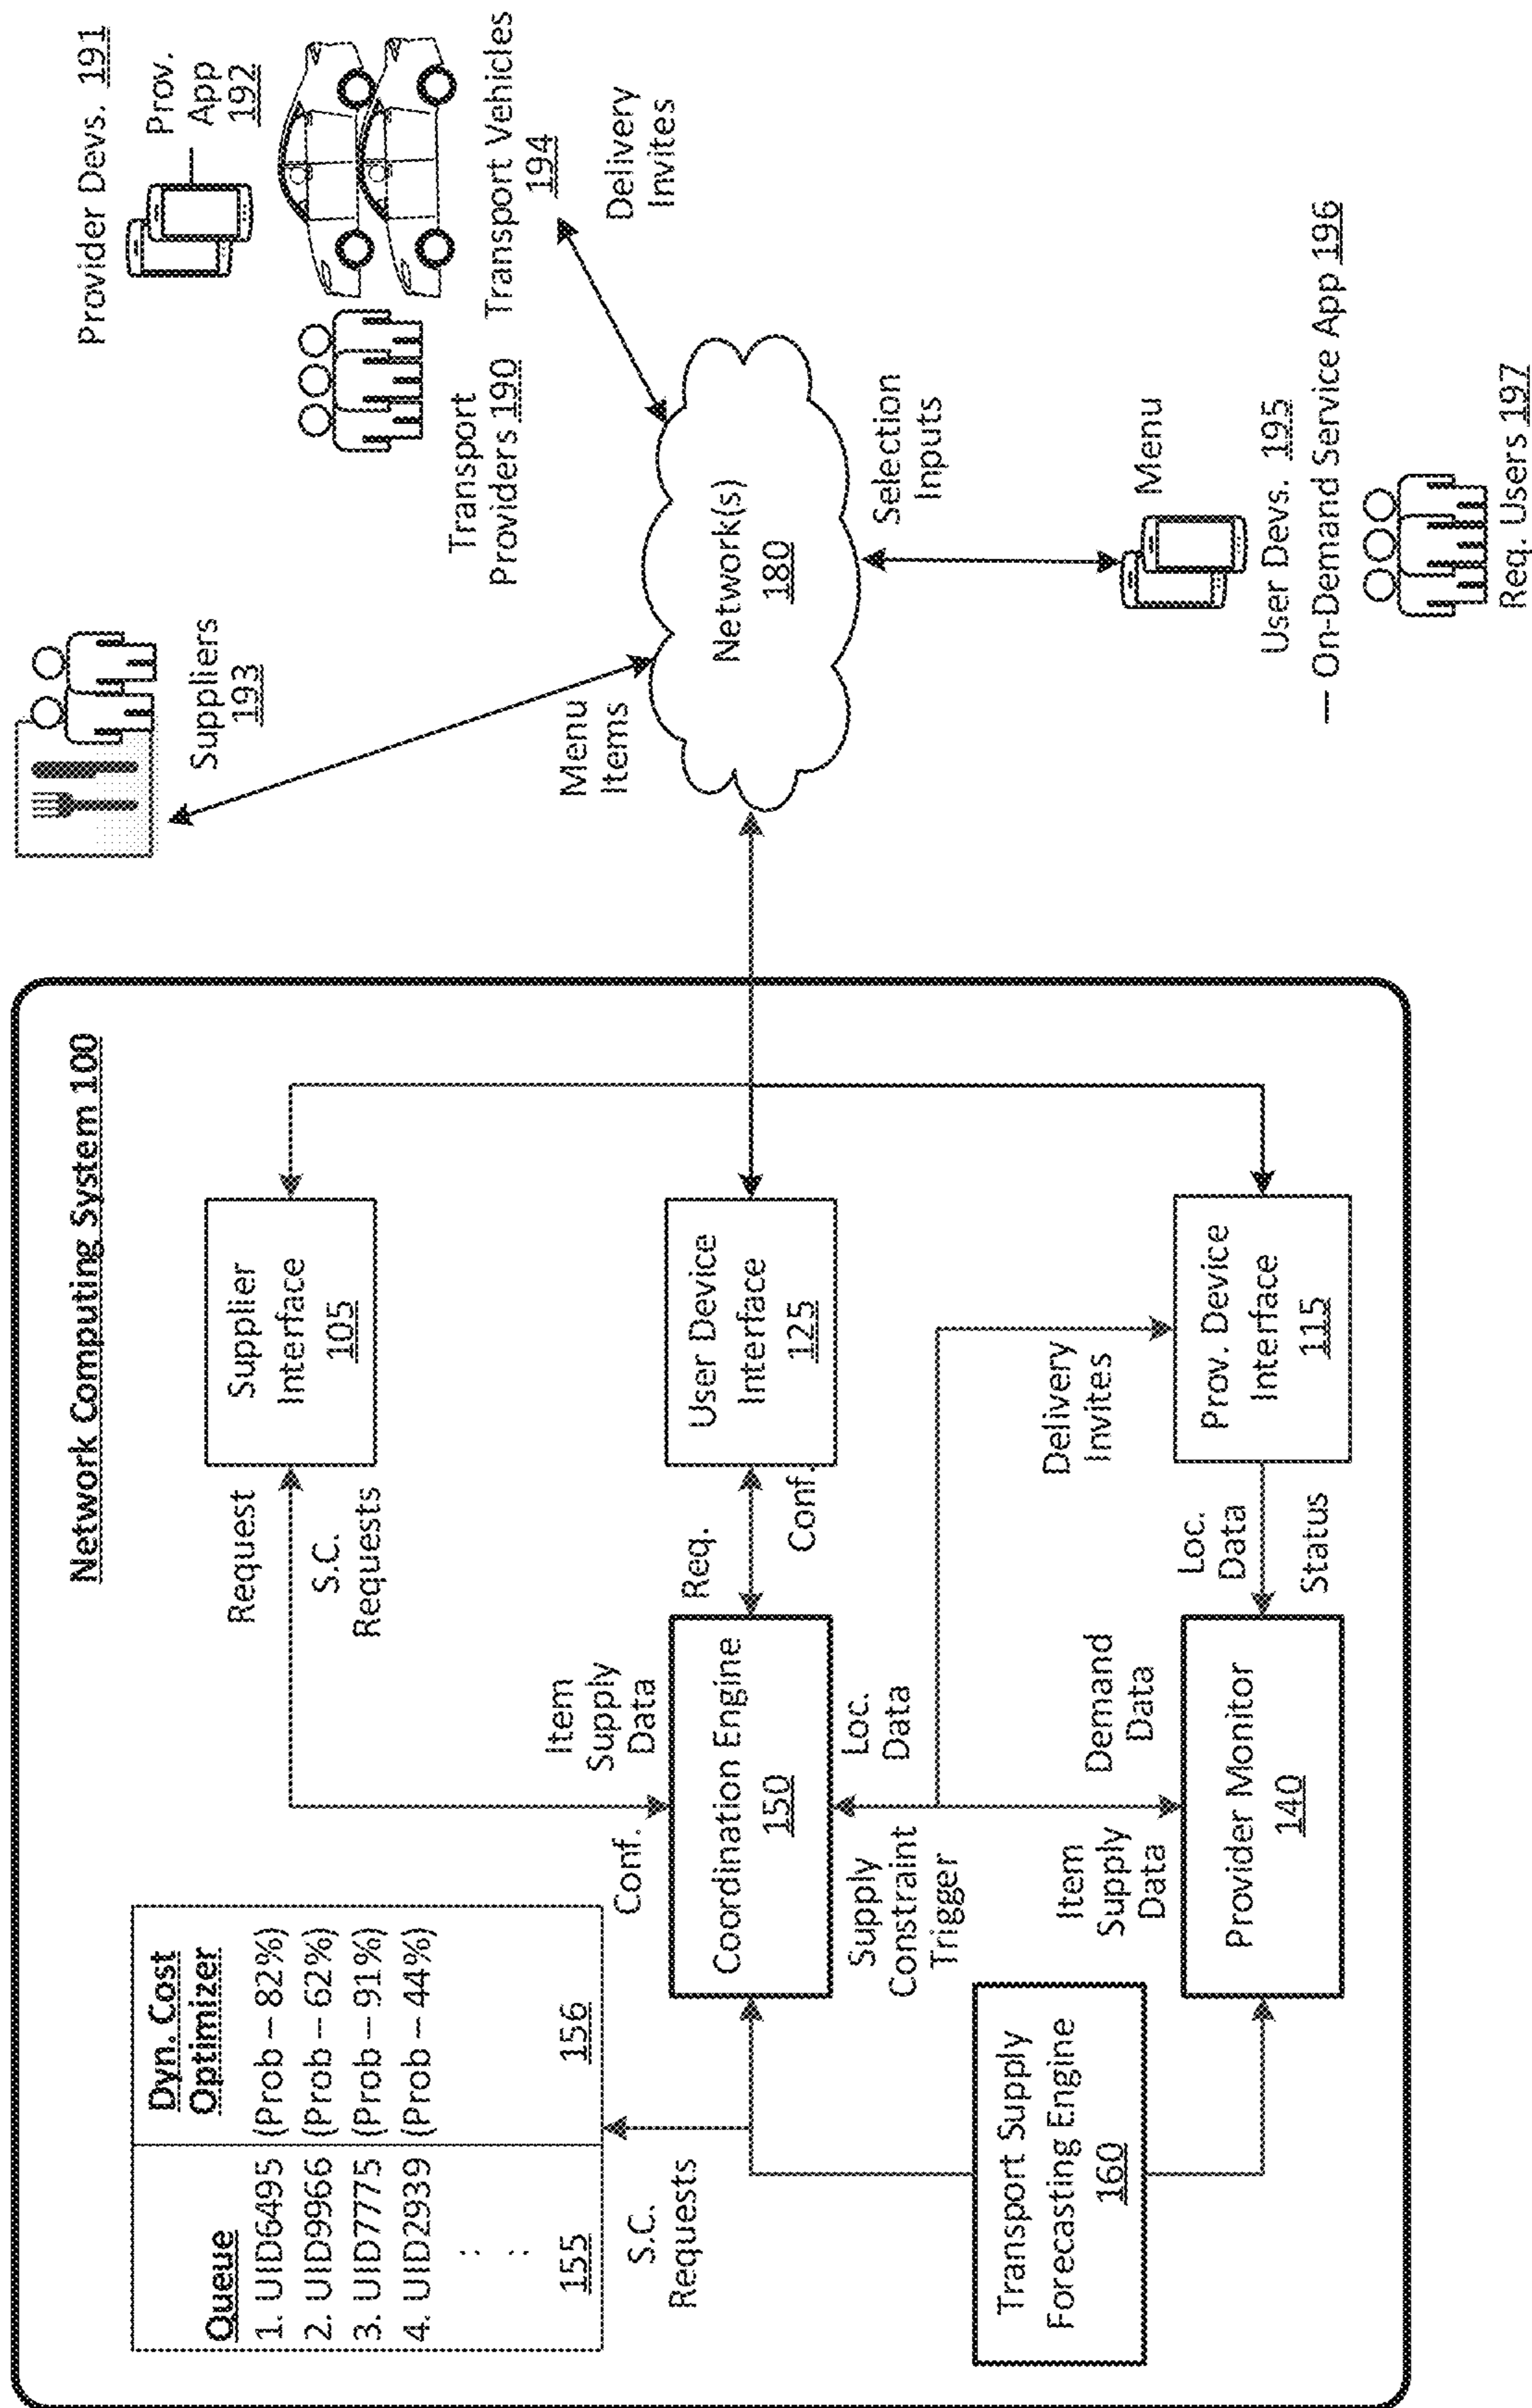 Network Computing System 100
Queue
1. UID6495
2. UID9966
3. UID7775
4. UID2939
:
:
155
Dyn. Cost
Optimizer
(Prob – 82%)
(Prob – 62%)
(Prob – 91%)
(Prob – 44%)
156
S.C.
Requests
Transport Supply
Forecasting Engine
160
Request
S.C.
Requests
Conf.
Item
Supply
Data
Coordination Engine
150
Supply
Constraint
Trigger
Loc.
Data
Item
Supply
Data
Demand
Data
Provider Monitor
140
Supplier
Interface
105
Req.
Conf.
User Device
Interface
125
Delivery
Invites
Loc.
Data
Status
Prov. Device
Interface
115
Suppliers
193
Menu
Items
Network(s)
180
Provider Devs. 191
Prov.
App
192
Transport
Providers 190
Transport Vehicles
194
Delivery
Invites
Selection
Inputs
Menu
User Devs. 195
— On-Demand Service App 196
Req. Users 197